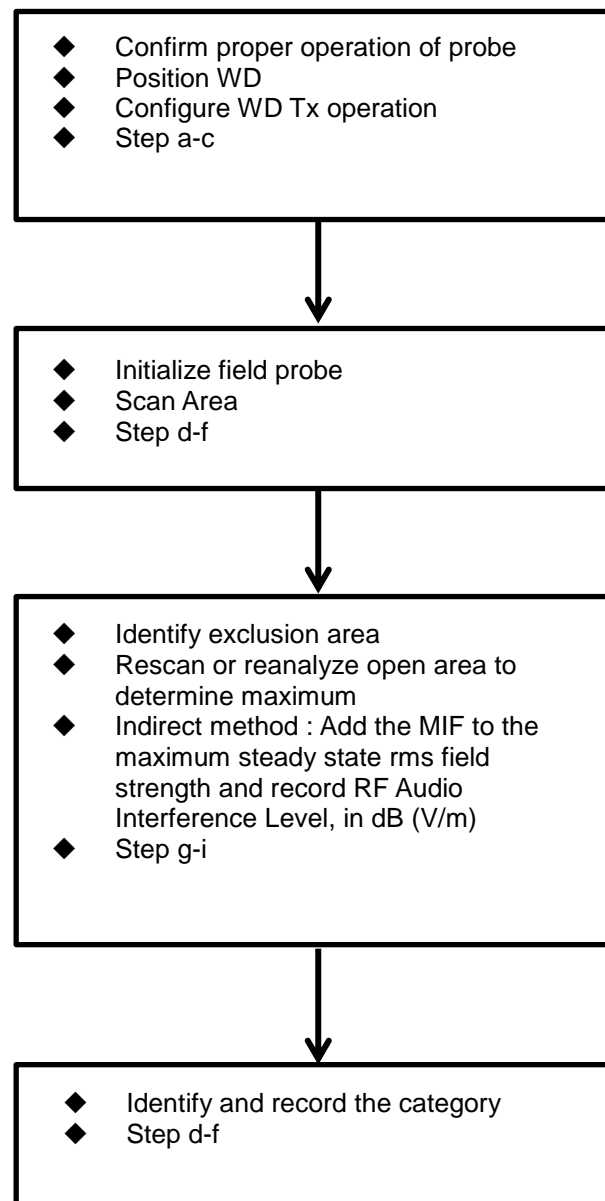 ◆ Confirm proper operation of probe
◆ Position WD
◆ Configure WD Tx operation
◆ Step a-c
◆ Initialize field probe
◆ Scan Area
◆ Step d-f
◆ Identify exclusion area
◆ Rescan or reanalyze open area to
determine maximum
◆ Indirect method : Add the MIF to the
maximum steady state rms field
strength and record RF Audio
Interference Level, in dB (V/m)
◆ Step g-i
◆ Identify and record the category
◆ Step d-f